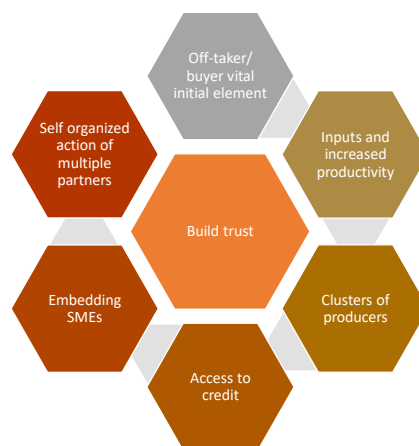 Off-taker/
buyer vital
initial element
Self organized
action of
multiple
partners
Inputs and
increased
productivity
Build trust
Embedding
SMEs
Clusters of
producers
Access to
credit